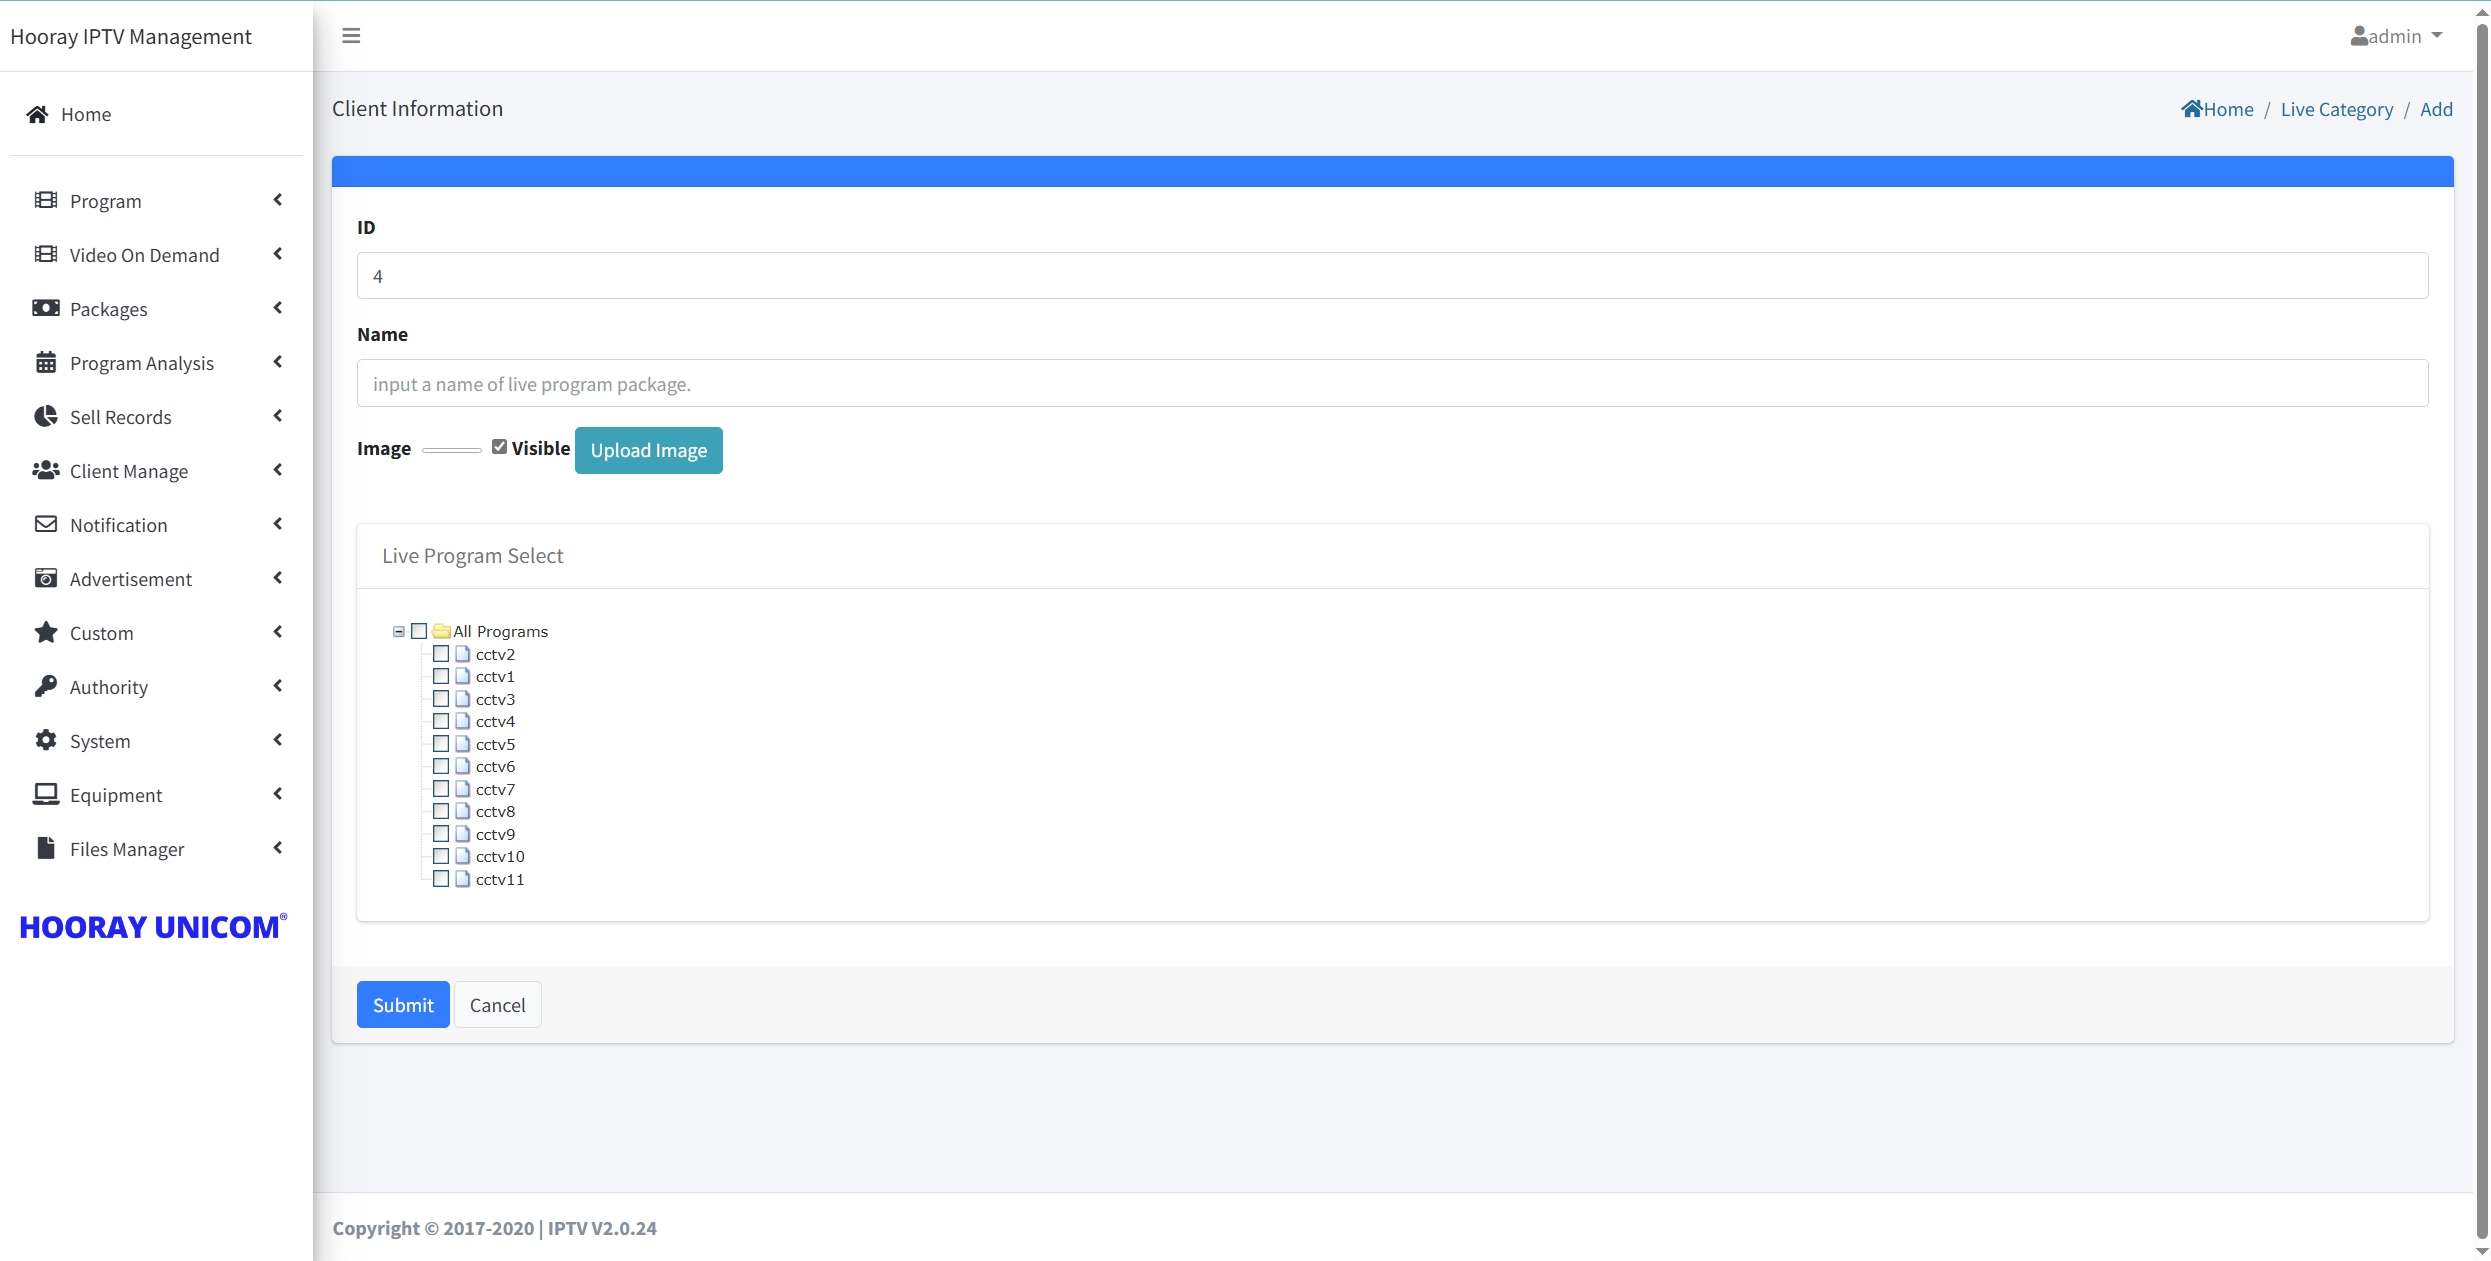 Hooray IPTV Management
admin
Home
Program
Video On Demand
Packages
Program Analysis
Sell Records
Client Manage
Notification
Advertisement
Custom
Authority
System
Equipment
Files Manager
HOORAY UNICOM®
Client Information
Home / Live Category / Add
ID
4
Name
input a name of live program package.
Image Visible Upload Image
Live Program Select
All Programs
cctv2
cctv1
cctv3
cctv4
cctv5
cctv6
cctv7
cctv8
cctv9
cctv10
cctv11
Submit Cancel
Copyright © 2017-2020 | IPTV V2.0.24